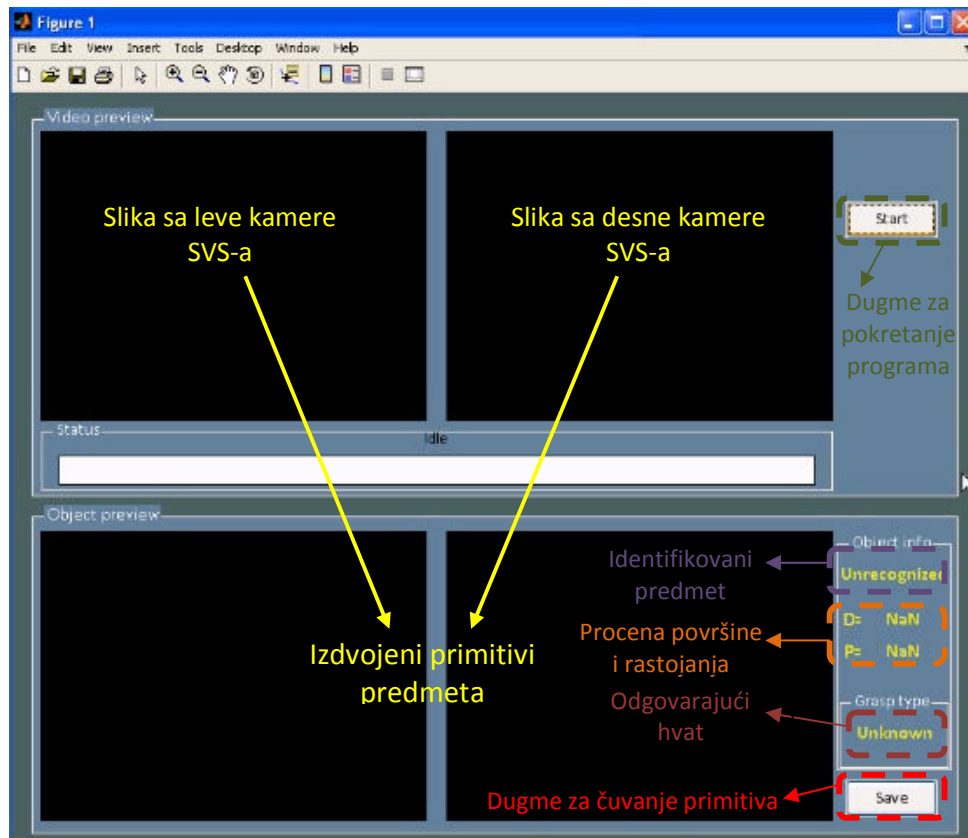 Figure 1
File Edit View Insert Tools Desktop Window Help
Video preview
Slika sa leve kamere
SVS-a
Slika sa desne kamere
SVS-a
Start
Dugme za
pokretanje
programa
Status
Idle
Object preview
Izdvojeni primitivi
predmeta
Object info
Identifikovani
predmet
Unrecognized
Procena površine
i rastojanja
D= NaN
P= NaN
Odgovarajući
hvat
Grasp type
Unknown
Dugme za čuvanje primitiva
Save